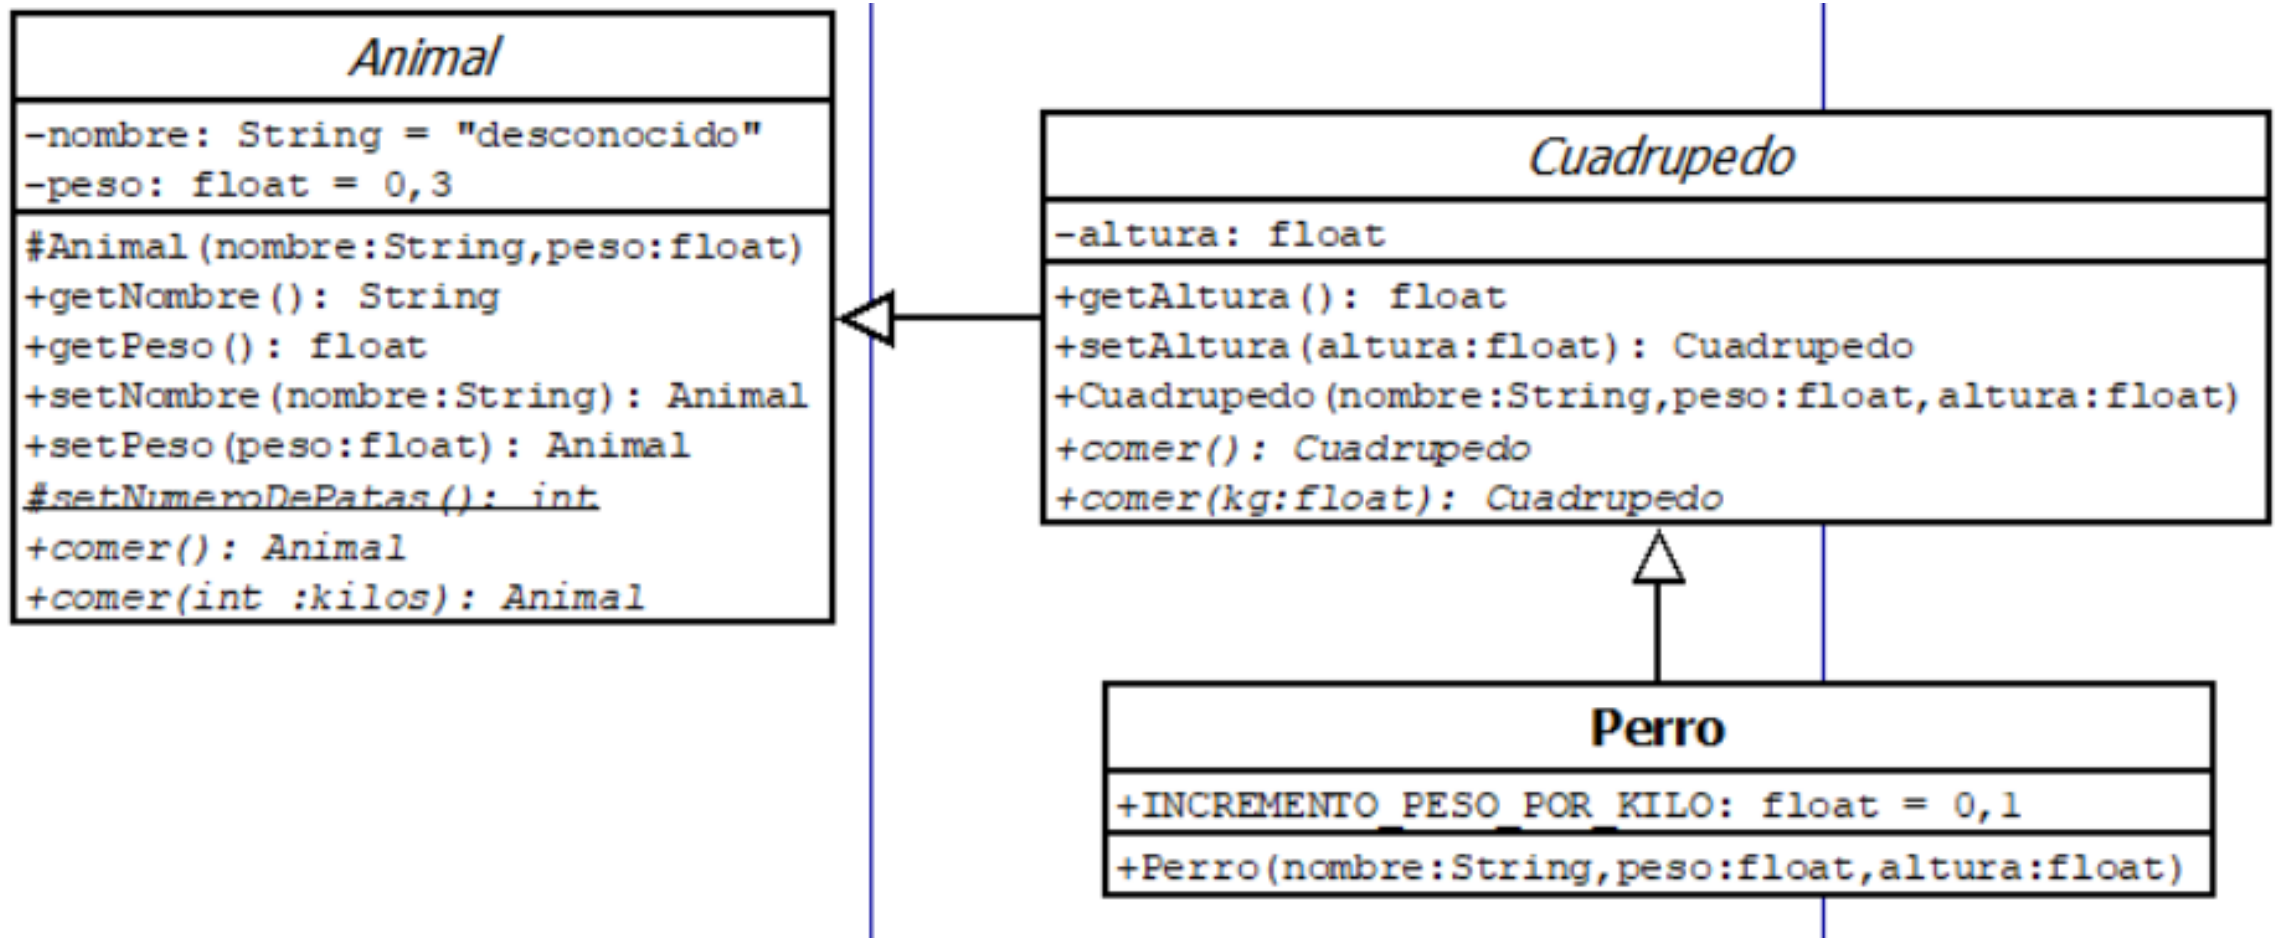 Animal
-nombre: String = "desconocido"
-peso: float = 0,3
#Animal(nombre:String,peso:float)
+getNombre(): String
+getPeso(): float
+setNombre(nombre:String): Animal
+setPeso(peso:float): Animal
#setNumeroDePatas(): int
+comer(): Animal
+comer(int :kilos): Animal
Cuadrupedo
-altura: float
+getAltura(): float
+setAltura(altura:float): Cuadrupedo
+Cuadrupedo(nombre:String,peso:float,altura:float)
+comer(): Cuadrupedo
+comer(kg:float): Cuadrupedo
Perro
+INCREMENTO_PESO_POR_KILO: float = 0,1
+Perro(nombre:String,peso:float,altura:float)